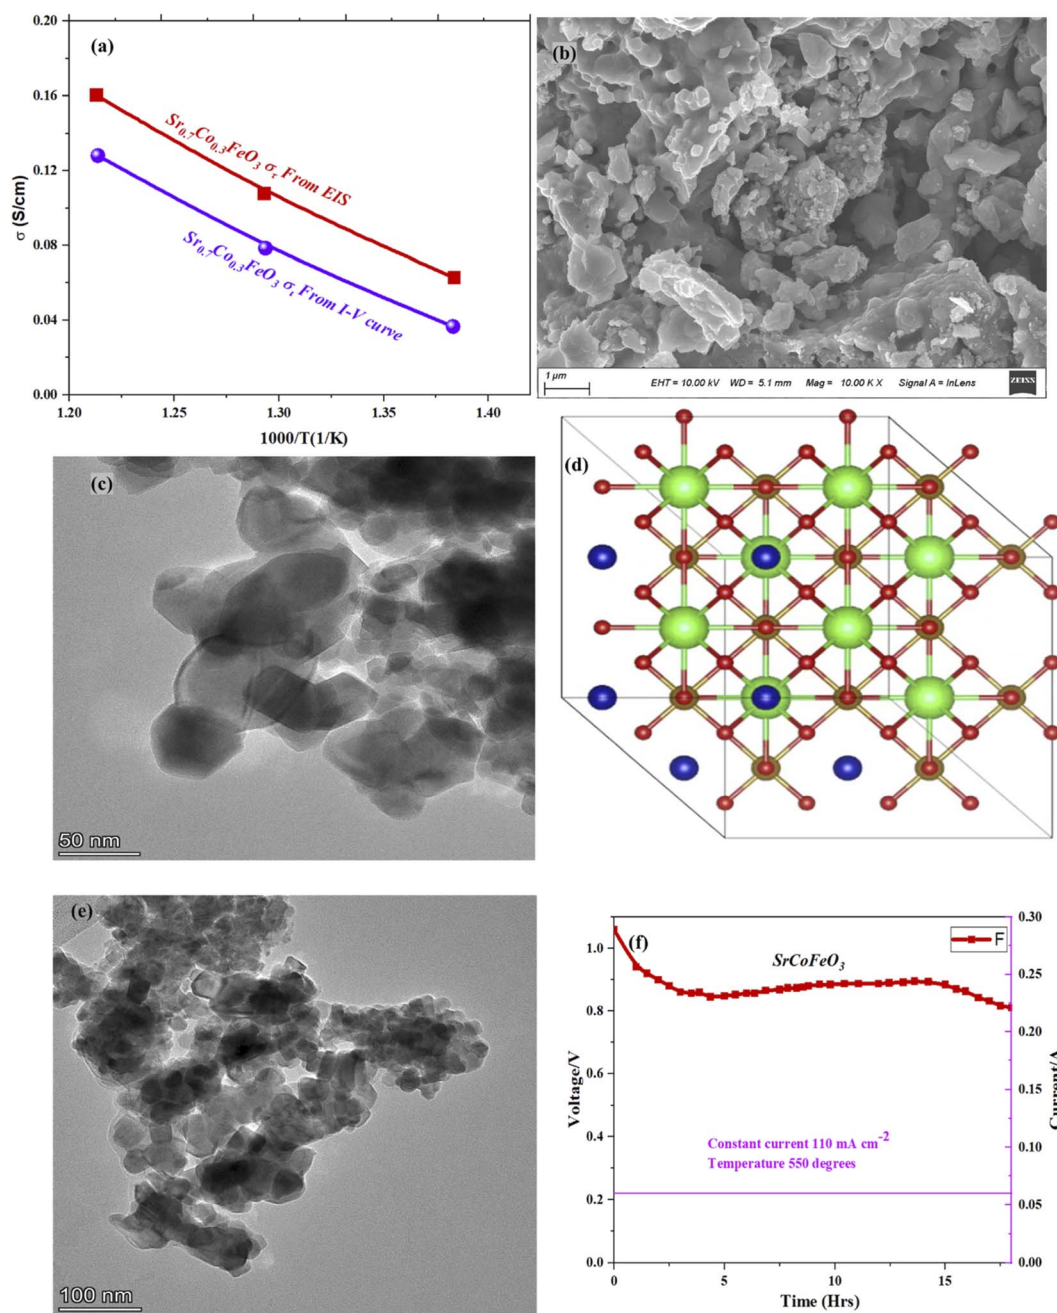 (a)
0.20
0.16
0.12
0.08
0.04
0.00
σ (S/cm)
Sr0.7Co0.3FeO3 στ From EIS
Sr0.7Co0.3FeO3 σι From I-V curve
1.20
1.25
1.30
1.35
1.40
1000/T(1/K)
(b)
1 μm
EHT = 10.00 kV WD = 5.1 mm Mag = 10.00 K X Signal A = InLens
ZEISS
(c)
50 nm
(d)
(e)
100 nm
(f)
F
SrCoFeO3
1.0
0.8
0.6
0.4
0.2
0.0
Voltage/V
0.30
0.25
0.20
0.15
0.10
0.05
0.00
Current/A
Constant current 110 mA cm-2
Temperature 550 degrees
0
5
10
15
Time (Hrs)